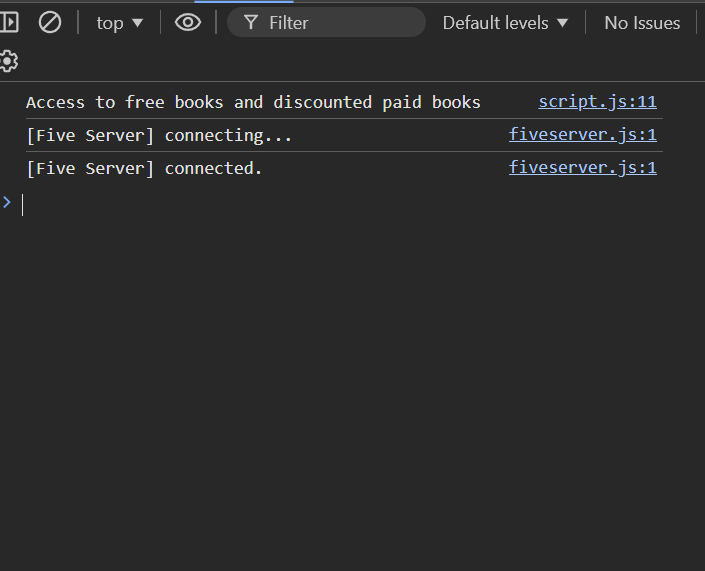 top Filter Default levels No Issues
Access to free books and discounted paid books script.js:11
[Five Server] connecting... fiveserver.js:1
[Five Server] connected. fiveserver.js:1